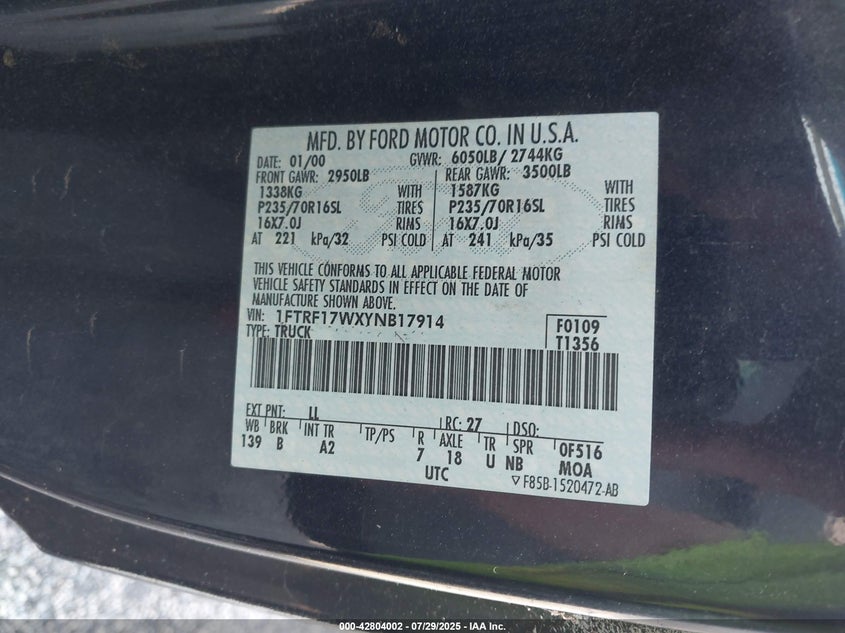 MFD. BY FORD MOTOR CO. IN U.S.A.
DATE: 01/00 GVWR: 6050LB/ 2744KG
FRONT GAWR: 2950LB REAR GAWR: 3500LB
1338KG WITH 1587KG WITH
P235/70R16SL TIRES P235/70R16SL TIRES
16X7.0J RIMS 16X7.0J RIMS
AT 221 kPa/32 PSI COLD AT 241 kPa/35 PSI COLD
THIS VEHICLE CONFORMS TO ALL APPLICABLE FEDERAL MOTOR
VEHICLE SAFETY STANDARDS IN EFFECT ON THE DATE OF
MANUFACTURE SHOWN ABOVE.
VIN: 1FTRF17WXYNB17914 F0109
TYPE: TRUCK T1356
EXT PNT: LL RC: 27 DSO:
WB BRK INT TR TP/PS R AXLE TR SPR 0F516
139 B A2 7 18 U NB MOA
UTC ▽ F85B-1520472-AB
000-42804002 - 07/29/2025 - IAA Inc.